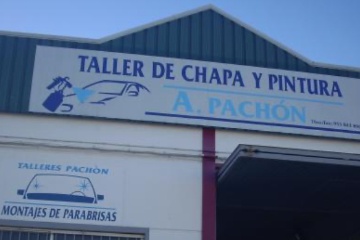 TALLER DE CHAPA Y PINTURA
A. PACHÓN
TALLERES PACHÓN
MONTAJES DE PARABRISAS